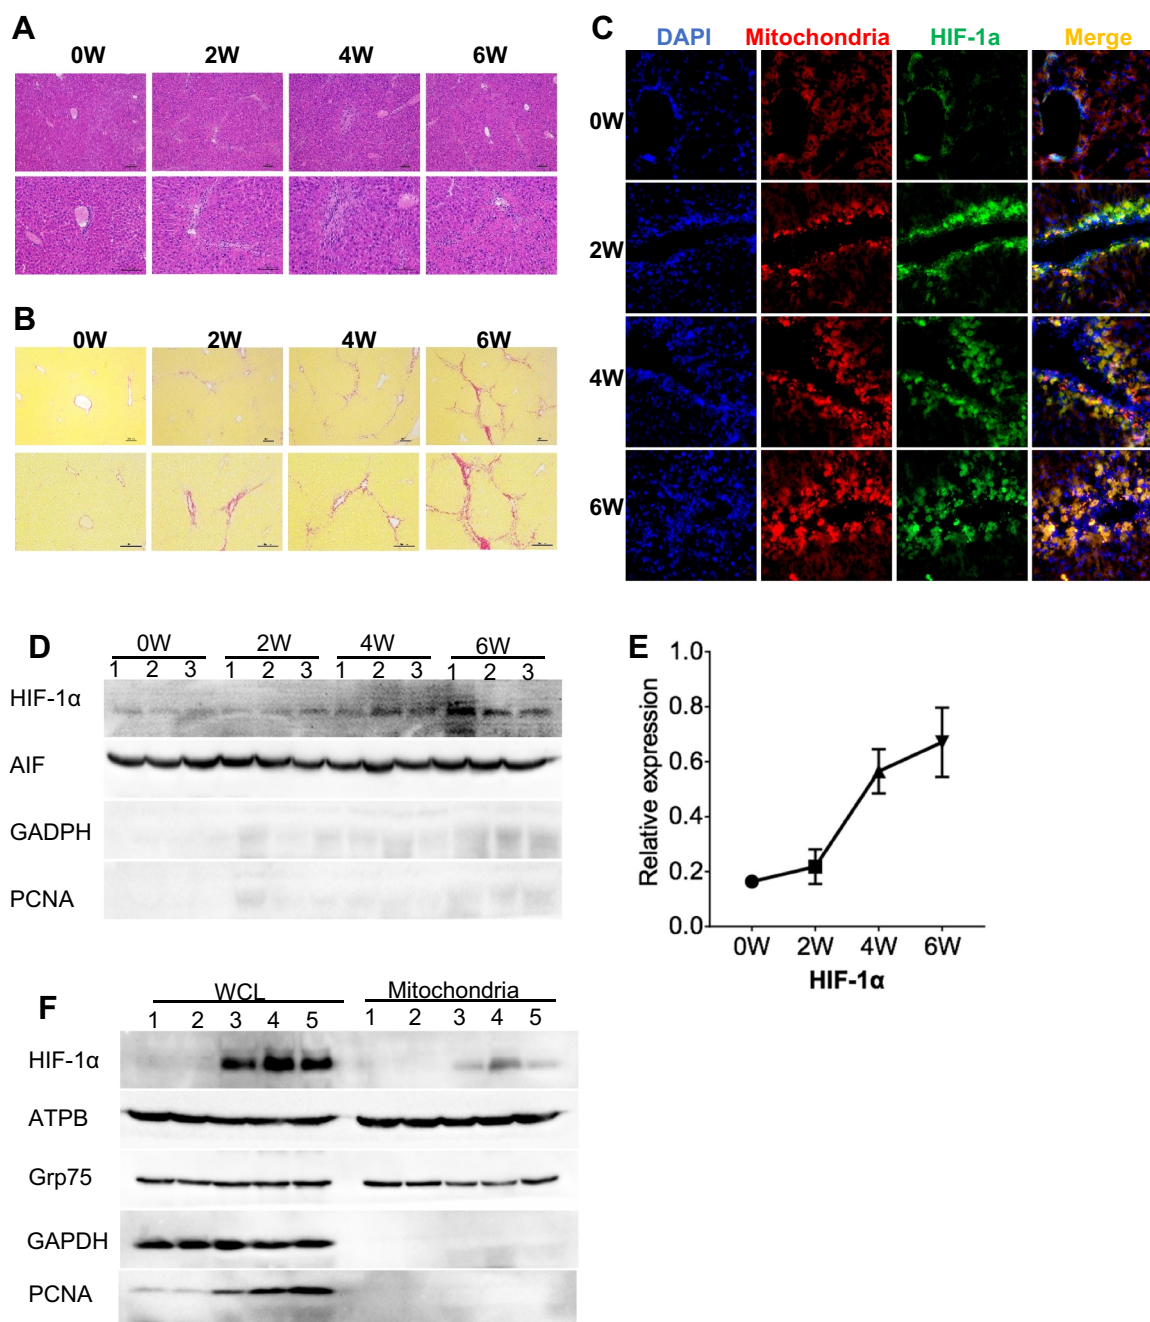 A
0W 2W 4W 6W
B
0W 2W 4W 6W
C
DAPI Mitochondria HIF-1a Merge
0W
2W
4W
6W
D
0W 2W 4W 6W
1 2 3 1 2 3 1 2 3 1 2 3
HIF-1α
AIF
GADPH
PCNA
E
Relative expression
1.0
0.8
0.6
0.4
0.2
0.0
0W 2W 4W 6W
HIF-1α
F
WCL Mitochondria
1 2 3 4 5 1 2 3 4 5
HIF-1α
ATPB
Grp75
GAPDH
PCNA